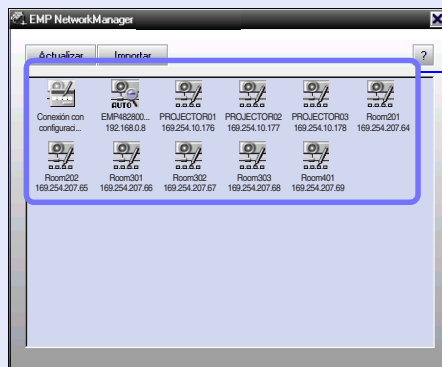 EMP NetworkManager
Actualizar Importar ?
Conexión con configuraci... EMP482800... 192.168.0.8 PROJECTOR01 169.254.10.176 PROJECTOR02 169.254.10.177 PROJECTOR03 169.254.10.178 Room201 169.254.207.64
AUTO
Room202 169.254.207.65 Room301 169.254.207.66 Room302 169.254.207.67 Room303 169.254.207.68 Room401 169.254.207.69